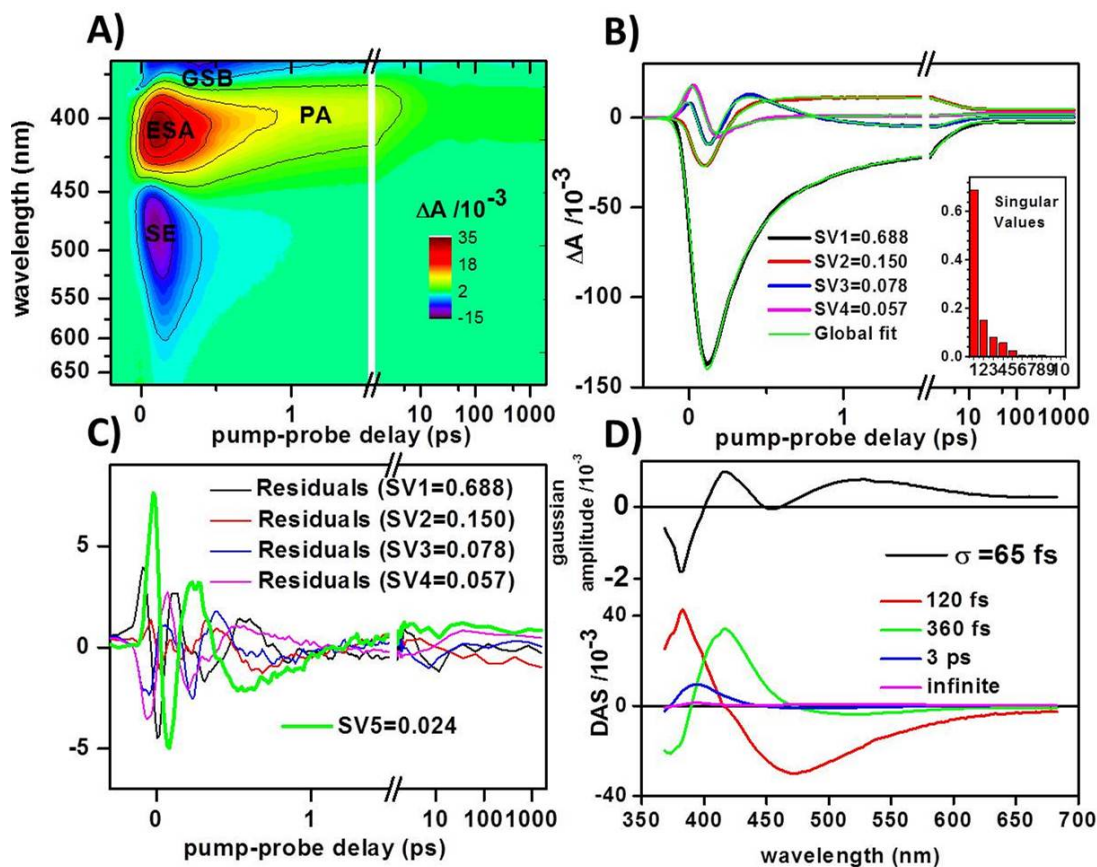 A)
GSB
ESA
PA
SE
ΔA /10⁻³
35
18
2
-15
400
450
500
550
600
650
wavelength (nm)
0 1 10 100 1000
pump-probe delay (ps)
B)
0
-50
-100
-150
ΔA /10⁻³
SV1=0.688
SV2=0.150
SV3=0.078
SV4=0.057
Global fit
Singular
Values
0.6
0.4
0.2
0.0
12345678910
0 1 10 1001000
pump-probe delay (ps)
C)
Residuals (SV1=0.688)
Residuals (SV2=0.150)
Residuals (SV3=0.078)
Residuals (SV4=0.057)
SV5=0.024
5
0
-5
0 1 10 1001000
pump-probe delay (ps)
D)
gaussian
amplitude /10⁻³
0
-2
σ =65 fs
120 fs
360 fs
3 ps
infinite
DAS /10⁻³
40
0
-40
350 400 450 500 550 600 650 700
wavelength (nm)